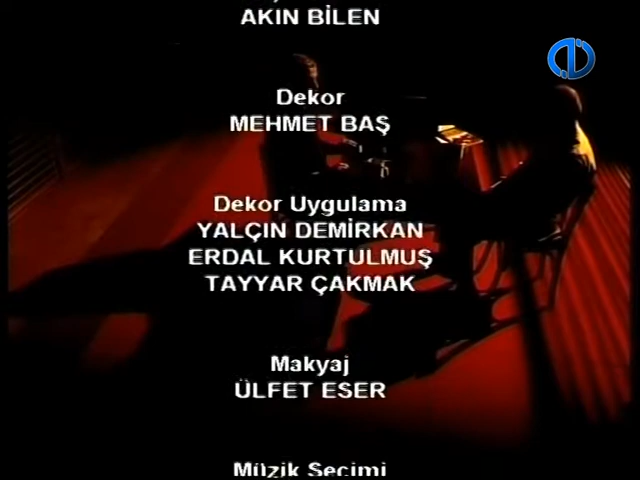 AKIN BİLEN
Dekor
MEHMET BAŞ
Dekor Uygulama
YALÇIN DEMİRKAN
ERDAL KURTULMUŞ
TAYYAR ÇAKMAK
Makyaj
ÜLFET ESER
Müzik Seçimi